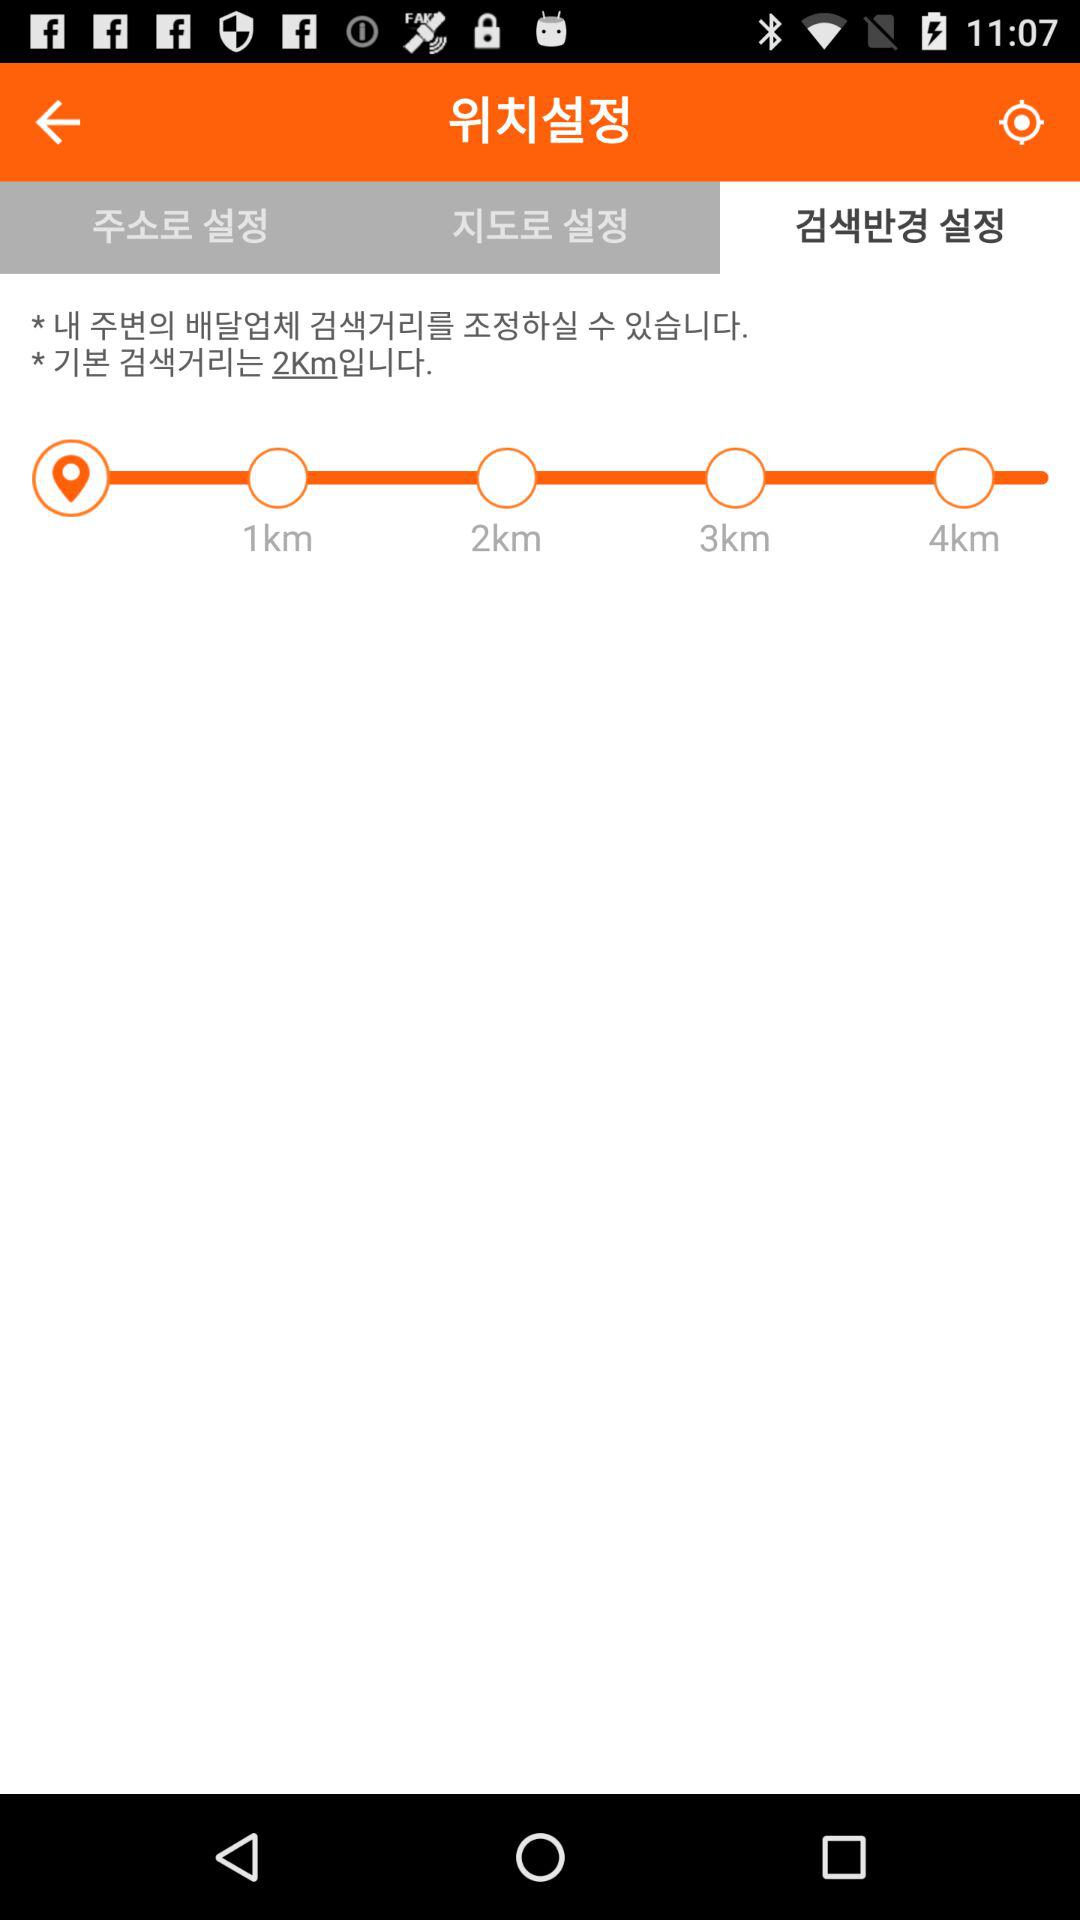 FAKE
11:07
위치설정
주소로 설정
지도로 설정
검색반경 설정
* 내 주변의 배달업체 검색거리를 조정하실 수 있습니다.
* 기본 검색거리는 2Km입니다.
1km
2km
3km
4km